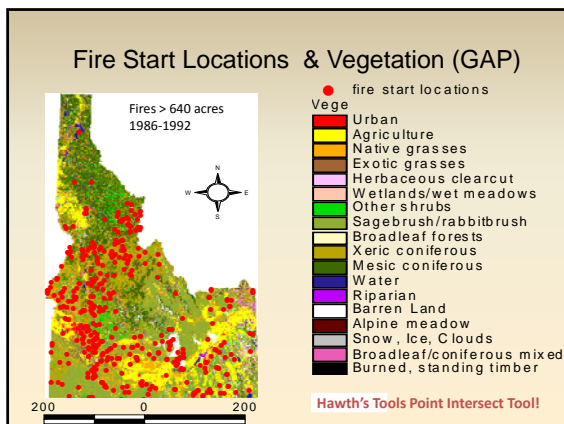 Fire Start Locations & Vegetation (GAP)
Fires > 640 acres
1986-1992
N
W
E
S
fire start locations
Vege
Urban
Agriculture
Native grasses
Exotic grasses
Herbaceous clearcut
Wetlands/wet meadows
Other shrubs
Sagebrush/rabbitbrush
Broadleaf forests
Xeric coniferous
Mesic coniferous
Water
Riparian
Barren Land
Alpine meadow
Snow, Ice, Clouds
Broadleaf/coniferous mixed
Burned, standing timber
200 0 200
Hawth's Tools Point Intersect Tool!